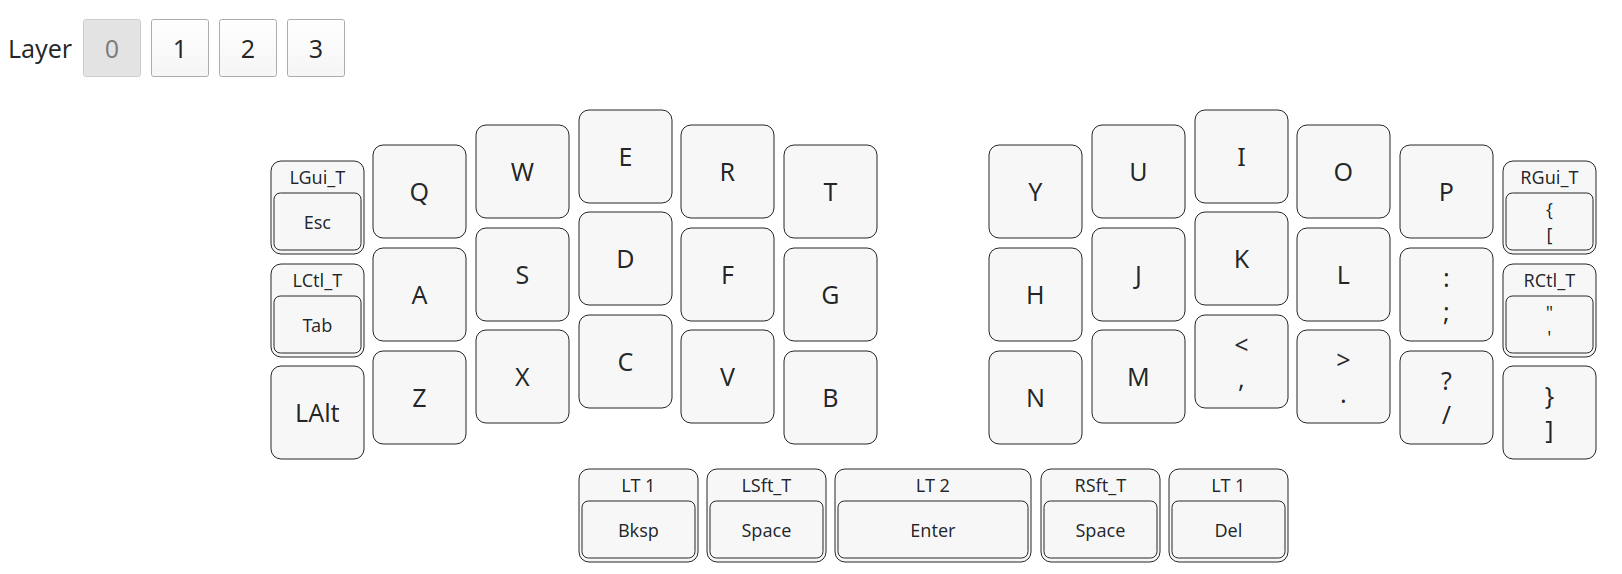 Layer 0 1 2 3
LGui_T Q W E R T Y U I O P RGui_T
Esc { [
LCtl_T A S D F G H J K L : ; RCtl_T
Tab " '
LAlt Z X C V B N M < , > . ? / } ]
LT 1 LSft_T LT 2 RSft_T LT 1
Bksp Space Enter Space Del